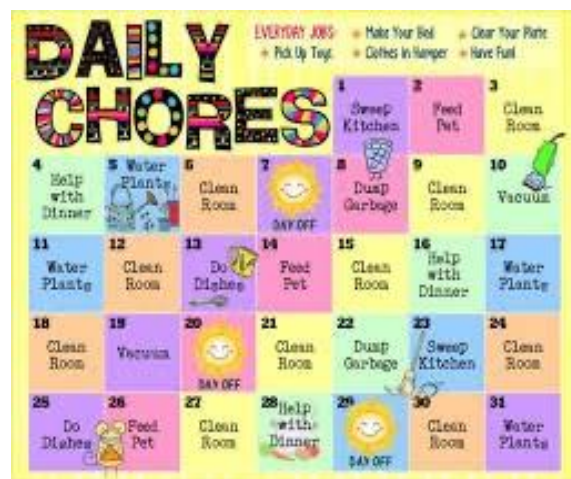 DAILY
CHORES
EVERYDAY JOBS:
Make Your Bed
Clear Your Plate
Pick Up Toys
Clothes in Hamper
Have Fun!
1
Sweep
Kitchen
2
Feed
Pet
3
Clean
Room
4
Help
with
Dinner
5 Water
Plants
6
Clean
Room
7
DAY OFF
8
Dump
Garbage
9
Clean
Room
10
Vacuum
11
Water
Plants
12
Clean
Room
13
Do
Dishes
14
Feed
Pet
15
Clean
Room
16
Help
with
Dinner
17
Water
Plants
18
Clean
Room
19
Vacuum
20
DAY OFF
21
Clean
Room
22
Dump
Garbage
23
Sweep
Kitchen
24
Clean
Room
25
Do
Dishes
26
Feed
Pet
27
Clean
Room
28 Help
with
Dinner
29
DAY OFF
30
Clean
Room
31
Water
Plants